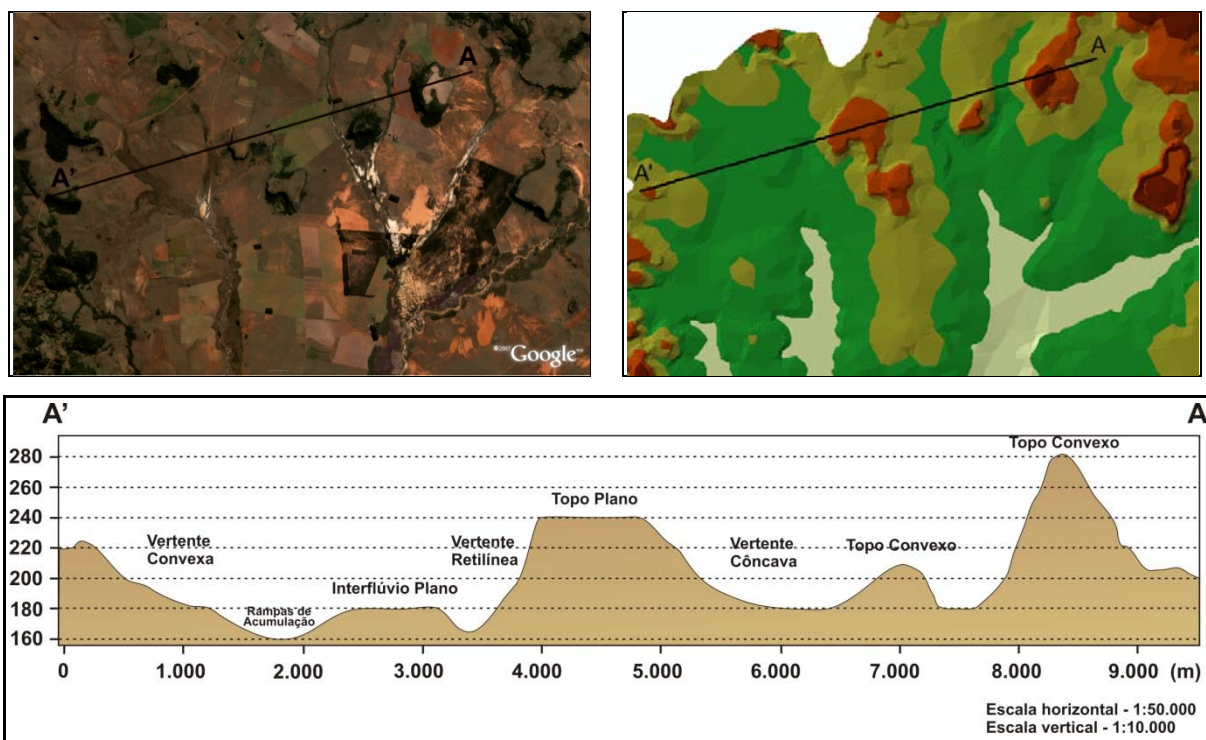 A
A'
©2007 Google™
A
A'
A' A
Topo Convexo
280
260
Topo Plano
240
Vertente
Convexa
Vertente
Retilínea
Vertente
Côncava
Topo Convexo
220
200
Interflúvio Plano
Rampas de
Acumulação
180
160
0 1.000 2.000 3.000 4.000 5.000 6.000 7.000 8.000 9.000 (m)
Escala horizontal - 1:50.000
Escala vertical - 1:10.000